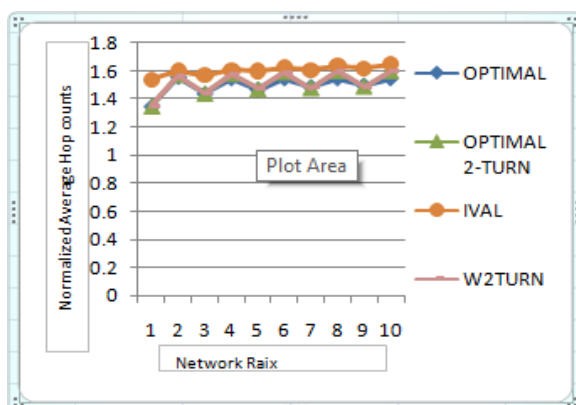 Normalized Average Hop counts
1.8
1.6
1.4
1.2
1
0.8
0.6
0.4
0.2
0
1 2 3 4 5 6 7 8 9 10
Network Raix
Plot Area
OPTIMAL
OPTIMAL
2-TURN
IVAL
W2TURN